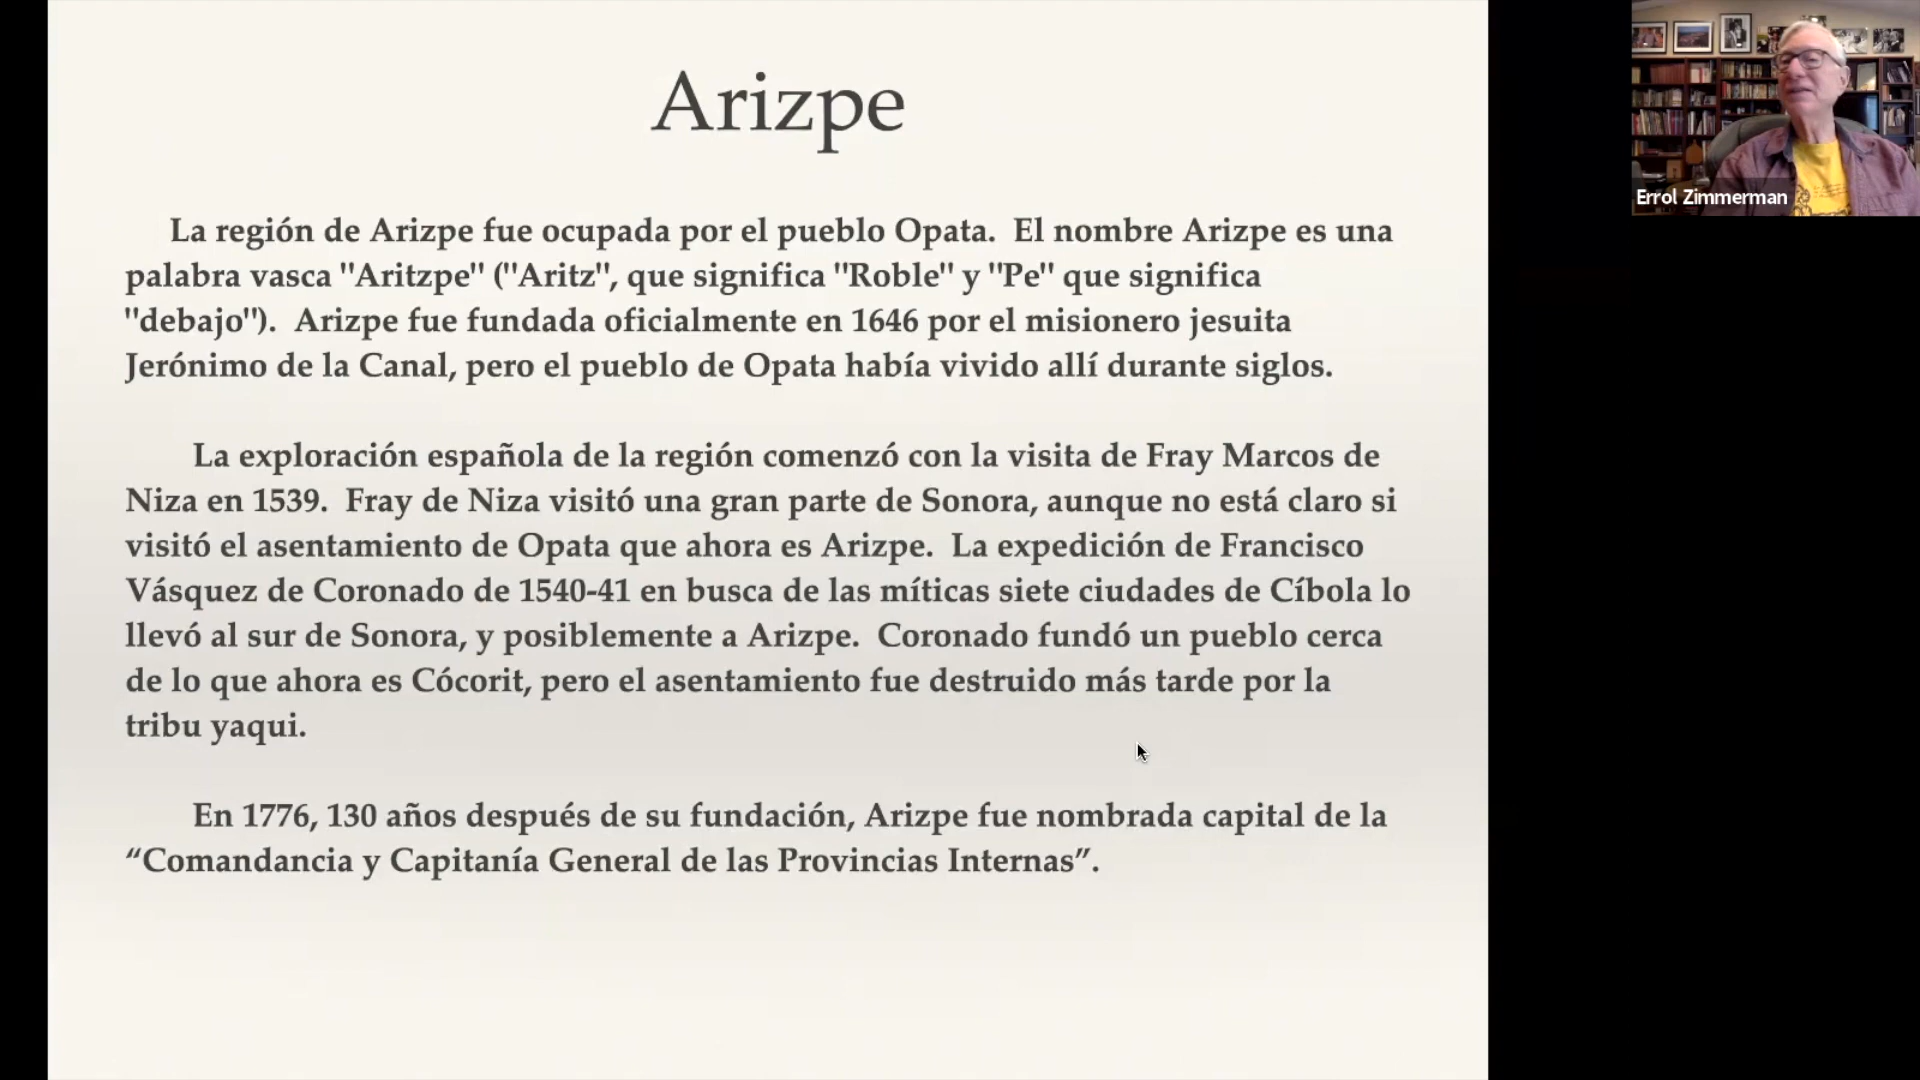 Arizpe
La región de Arizpe fue ocupada por el pueblo Opata.  El nombre Arizpe es una
palabra vasca "Aritzpe" ("Aritz", que significa "Roble" y "Pe" que significa
"debajo").  Arizpe fue fundada oficialmente en 1646 por el misionero jesuita
Jerónimo de la Canal, pero el pueblo de Opata había vivido allí durante siglos.
La exploración española de la región comenzó con la visita de Fray Marcos de
Niza en 1539.  Fray de Niza visitó una gran parte de Sonora, aunque no está claro si
visitó el asentamiento de Opata que ahora es Arizpe.  La expedición de Francisco
Vásquez de Coronado de 1540-41 en busca de las míticas siete ciudades de Cíbola lo
llevó al sur de Sonora, y posiblemente a Arizpe.  Coronado fundó un pueblo cerca
de lo que ahora es Cócorit, pero el asentamiento fue destruido más tarde por la
tribu yaqui.
En 1776, 130 años después de su fundación, Arizpe fue nombrada capital de la
“Comandancia y Capitanía General de las Provincias Internas”.
Errol Zimmerman